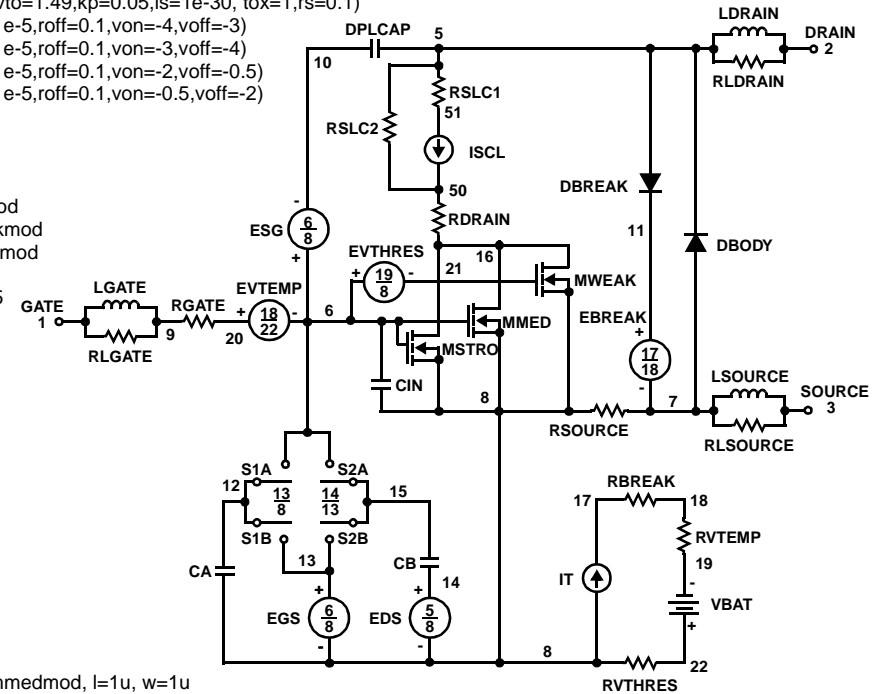 vto=1.49,kp=0.05,is=1e-30, tox=1,rs=0.1)
e-5,roff=0.1,von=-4,voff=-3)
e-5,roff=0.1,von=-3,voff=-4)
e-5,roff=0.1,von=-2,voff=-0.5)
e-5,roff=0.1,von=-0.5,voff=-2)
od
kmod
mod
5
DPLCAP
5
10
LDRAIN
DRAIN
2
RLDRAIN
RSLC1
51
RSLC2
ISCL
50
RDRAIN
DBREAK
11
DBODY
-
ESG
6
8
+
EVTHRES
+
19
8
-
21
16
MWEAK
LGATE
GATE
1
RLGATE
9
RGATE
20
EVTEMP
+
18
22
-
6
MMED
MSTRO
CIN
EBREAK
+
17
18
-
8
RSOURCE
7
LSOURCE
SOURCE
3
RLSOURCE
12
S1A
13
8
S1B
S2A
14
13
S2B
15
13
CA
CB
14
+
EGS
6
8
-
+
EDS
5
8
-
17
RBREAK
18
RVTEMP
19
IT
-
VBAT
+
8
22
RVTHRES
nmedmod, l=1u, w=1u